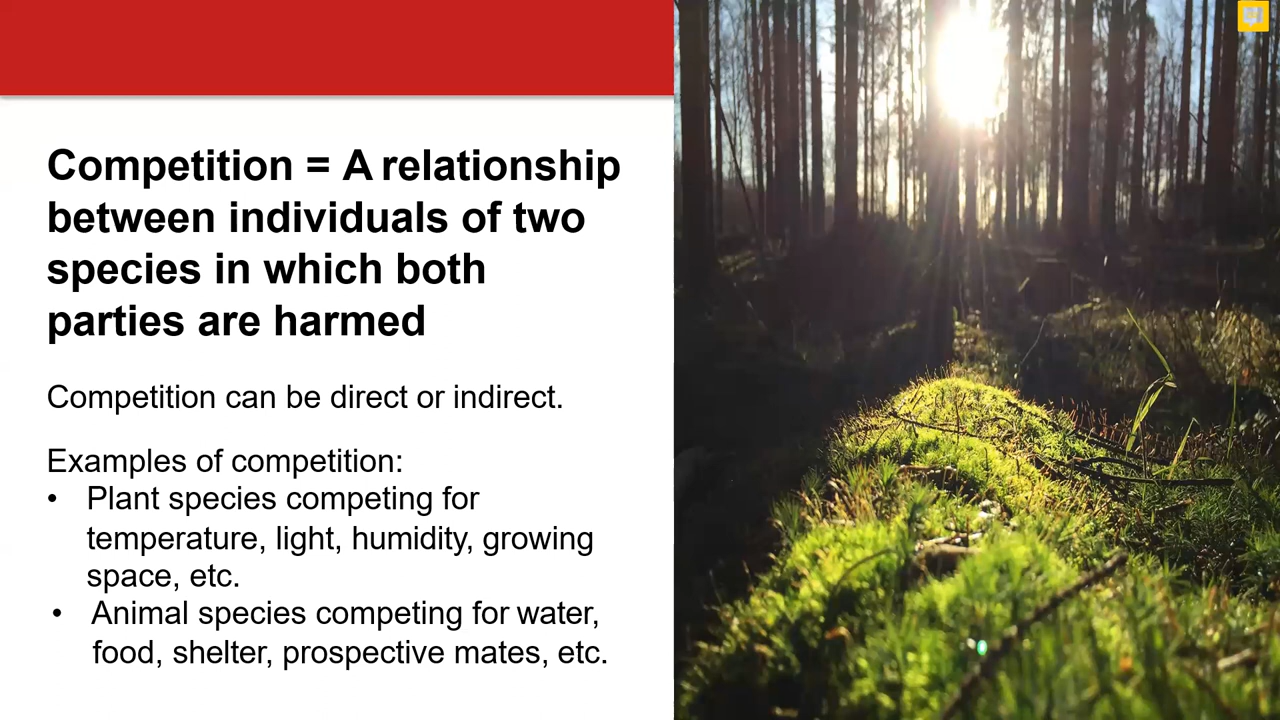 Competition = A relationship
between individuals of two
species in which both
parties are harmed
Competition can be direct or indirect.
Examples of competition:
• Plant species competing for
temperature, light, humidity, growing
space, etc.
• Animal species competing for water,
food, shelter, prospective mates, etc.